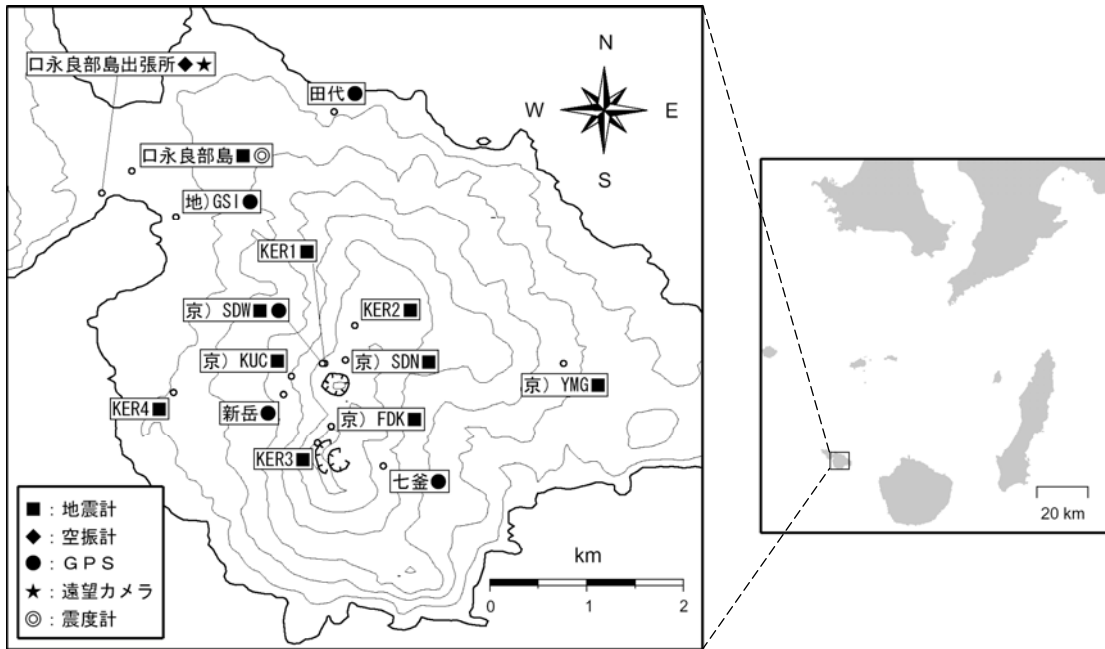 口永良部島出張所◆★
田代●
N
W
E
S
口永良部島■◎
地)GSI●
KER1■
京) SDW■●
KER2■
京) KUC■
京) SDN■
京) YMG■
KER4■
新岳●
京) FDK■
KER3■
七釜●
■：地震計
◆：空振計
●：ＧＰＳ
★：遠望カメラ
◎：震度計
km
0 1 2
20 km